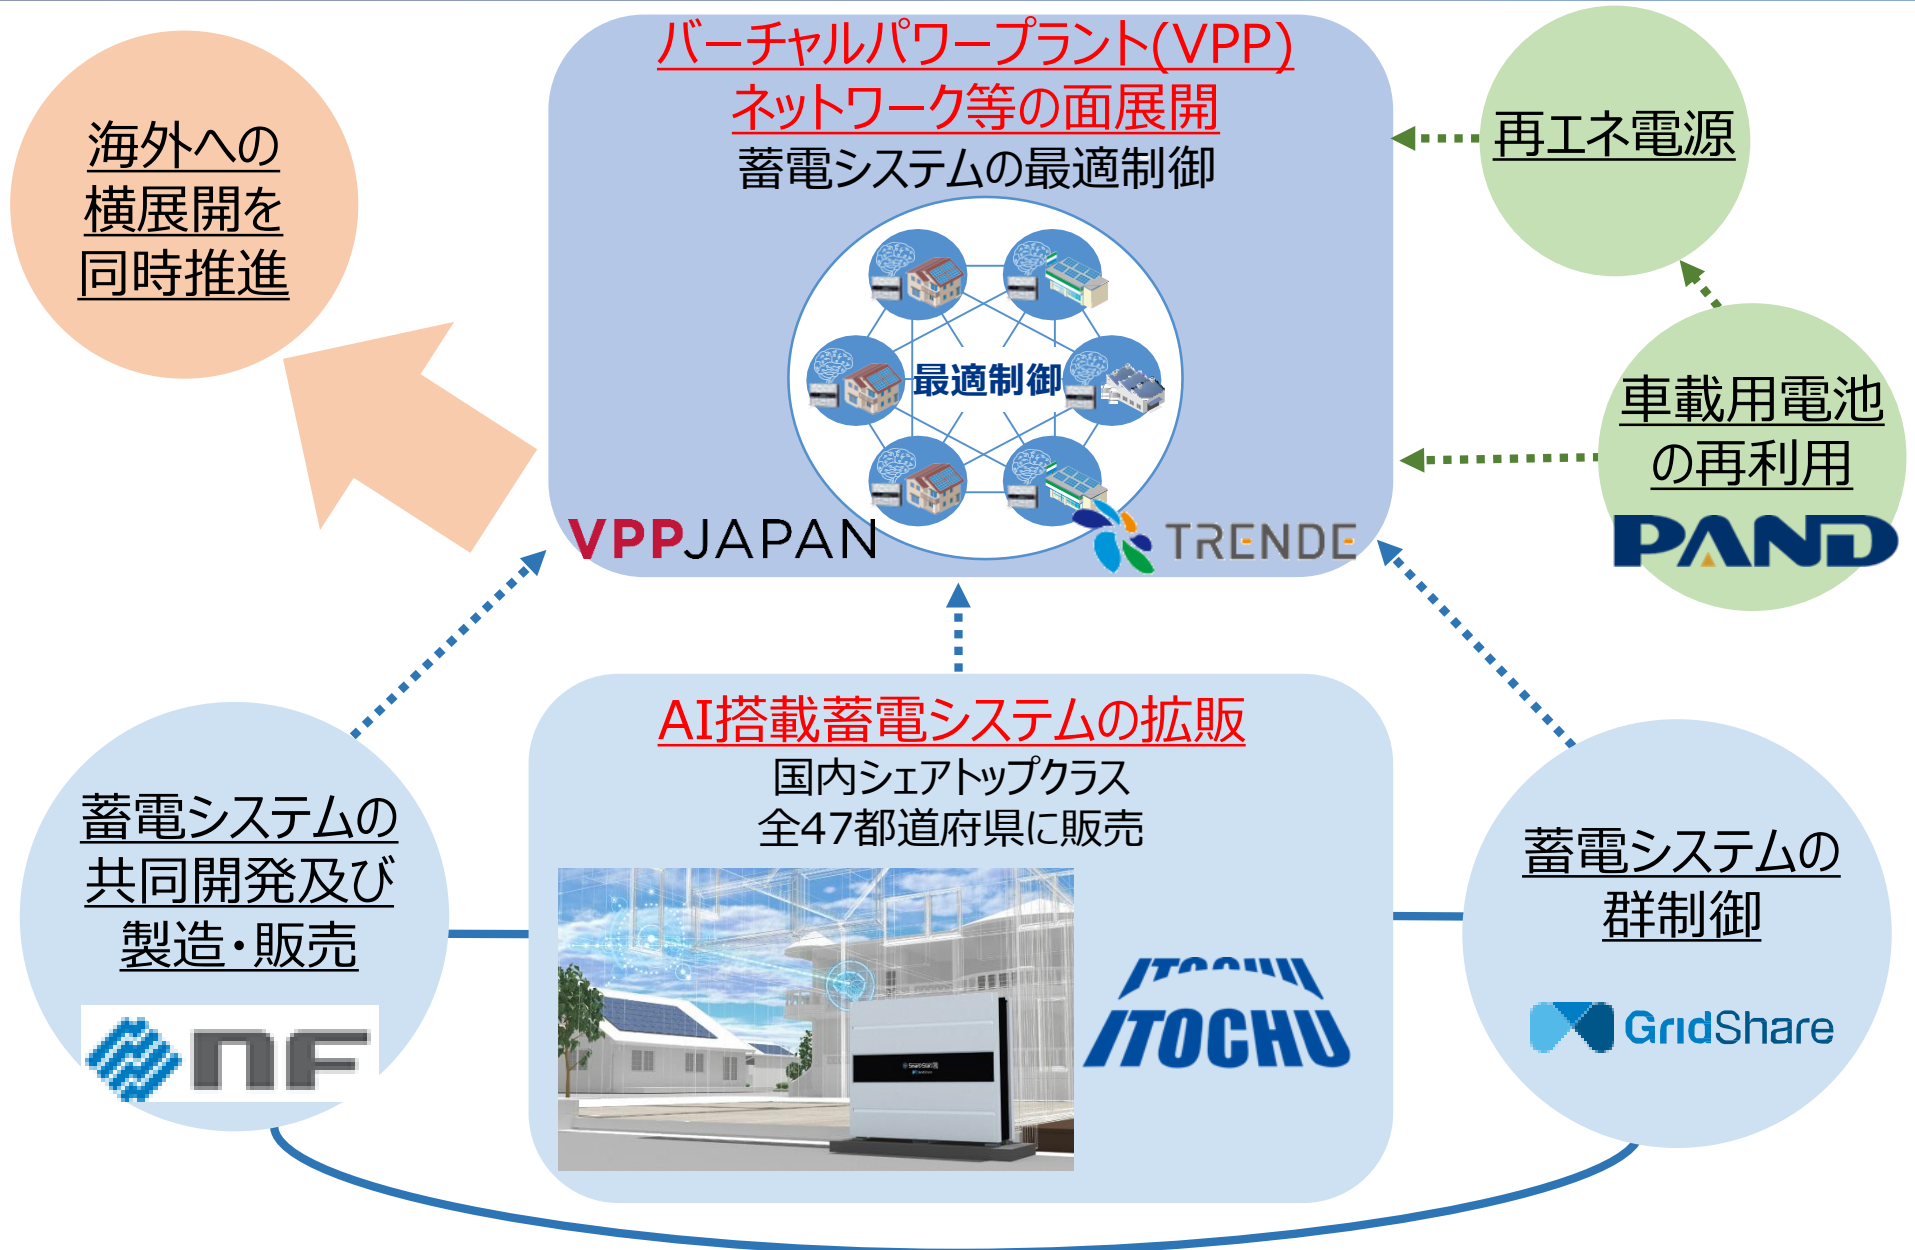 バーチャルパワープラント(VPP)
ネットワーク等の面展開
蓄電システムの最適制御
最適制御
VPPJAPAN
TRENDE
海外への
横展開を
同時推進
再エネ電源
車載用電池
の再利用
PAND
AI搭載蓄電システムの拡販
国内シェアトップクラス
全47都道府県に販売
ITOCHU
ITOCHU
蓄電システムの
共同開発及び
製造・販売
nF
蓄電システムの
群制御
GridShare